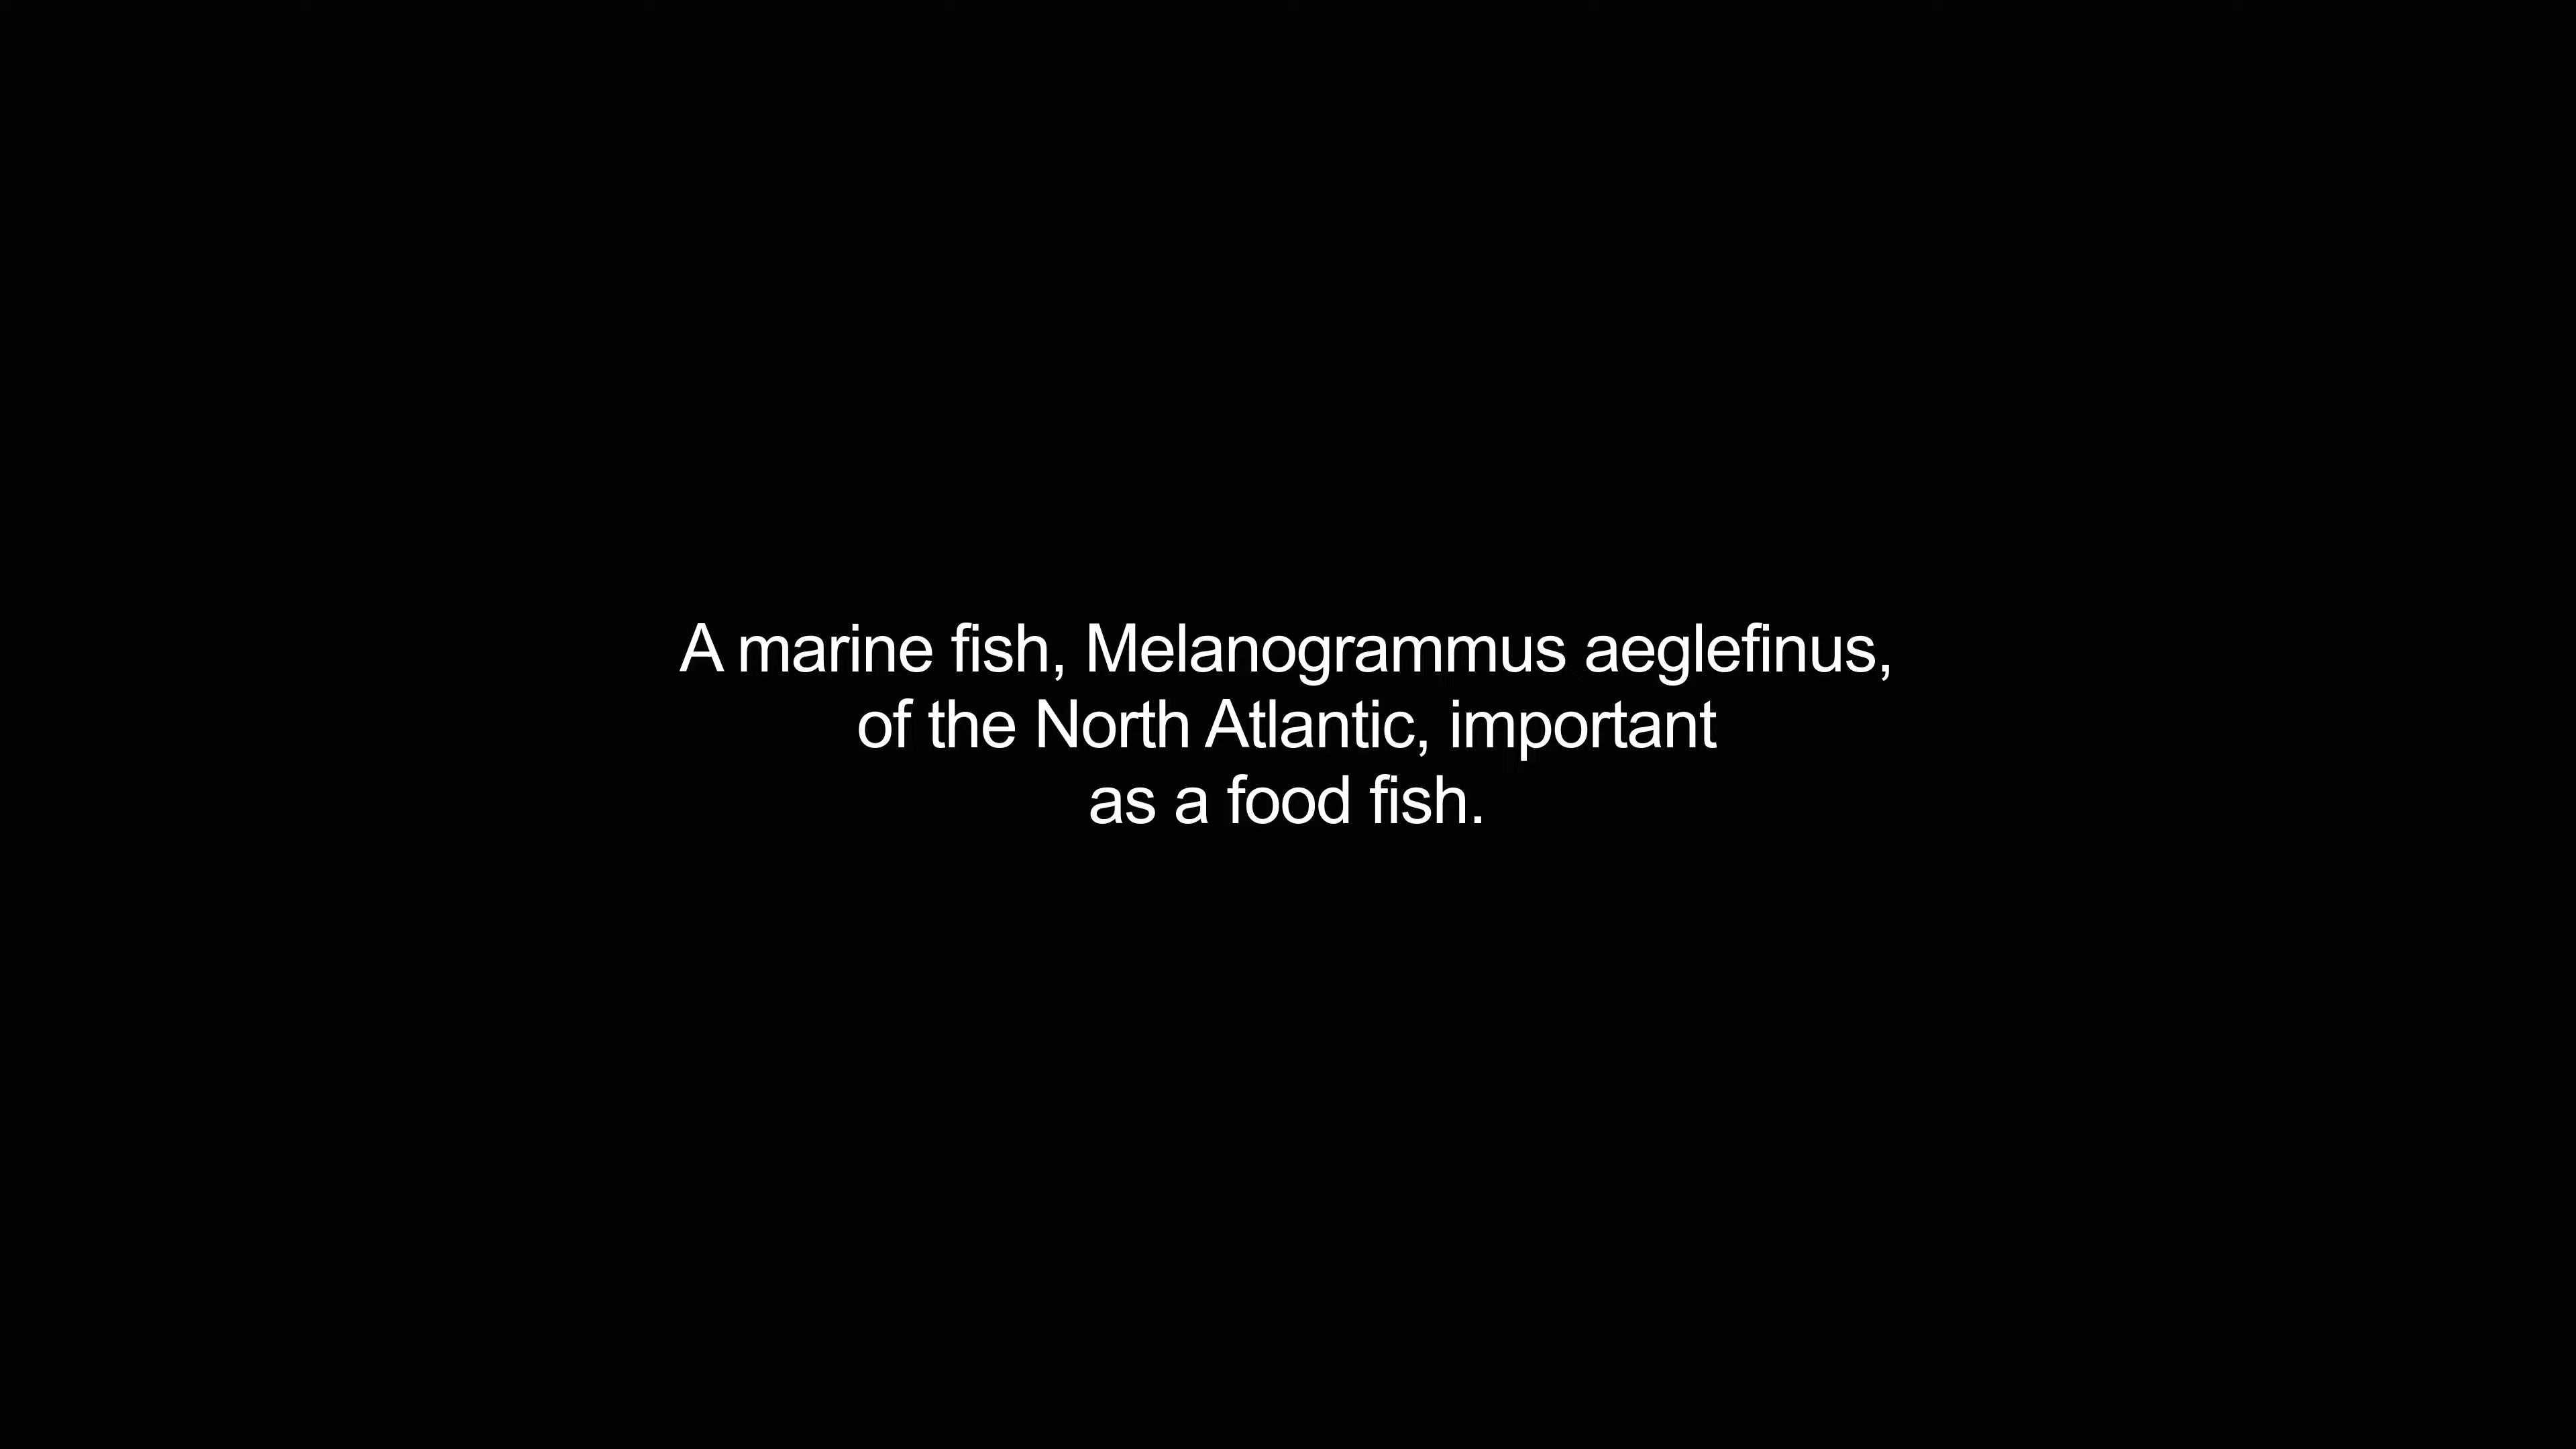 A marine fish, Melanogrammus aeglefinus,
of the North Atlantic, important
as a food fish.